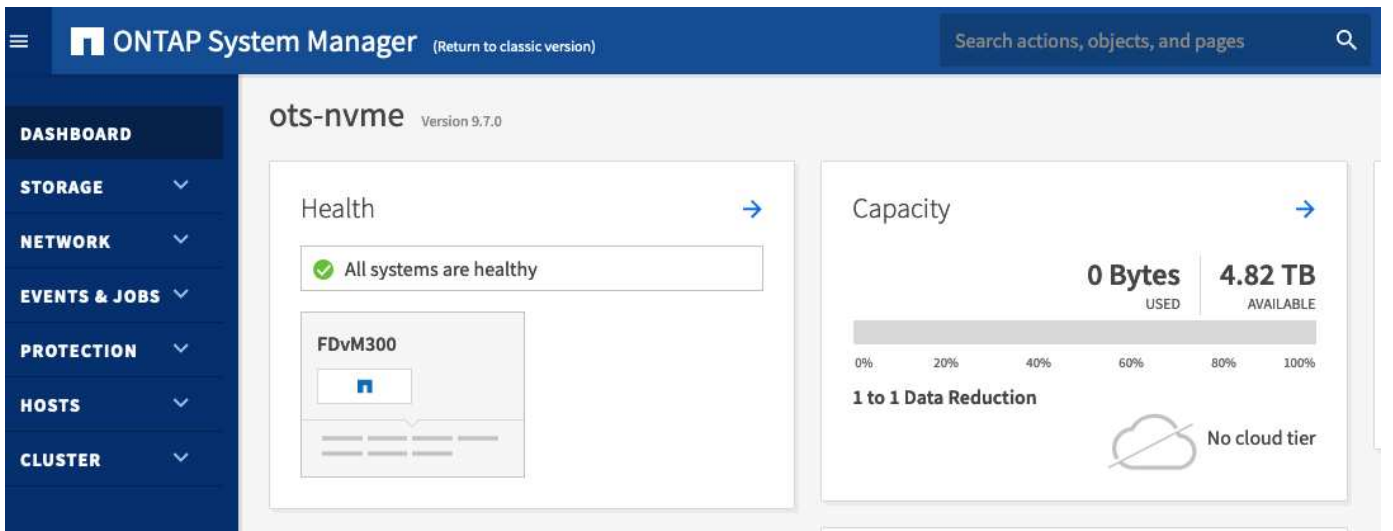 ONTAP System Manager (Return to classic version)
Search actions, objects, and pages
DASHBOARD
STORAGE
NETWORK
EVENTS & JOBS
PROTECTION
HOSTS
CLUSTER
ots-nvme Version 9.7.0
Health
All systems are healthy
FDvM300
Capacity
0 Bytes 4.82 TB
USED AVAILABLE
0% 20% 40% 60% 80% 100%
1 to 1 Data Reduction
No cloud tier